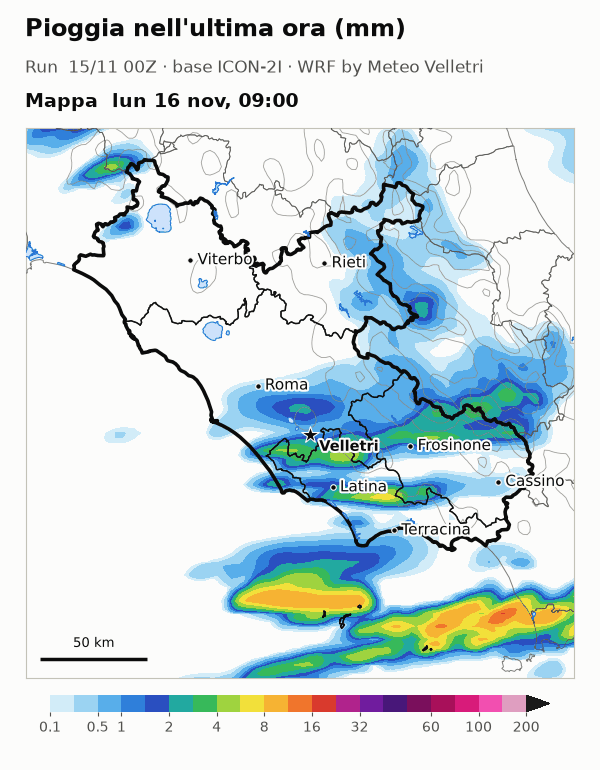 Pioggia nell'ultima ora (mm)
Run 15/11 00Z · base ICON-2I · WRF by Meteo Velletri
Mappa lun 16 nov, 09:00
Viterbo
Rieti
Roma
Velletri
Frosinone
Latina
Cassino
Terracina
50 km
0.1 0.5 1 2 4 8 16 32 60 100 200